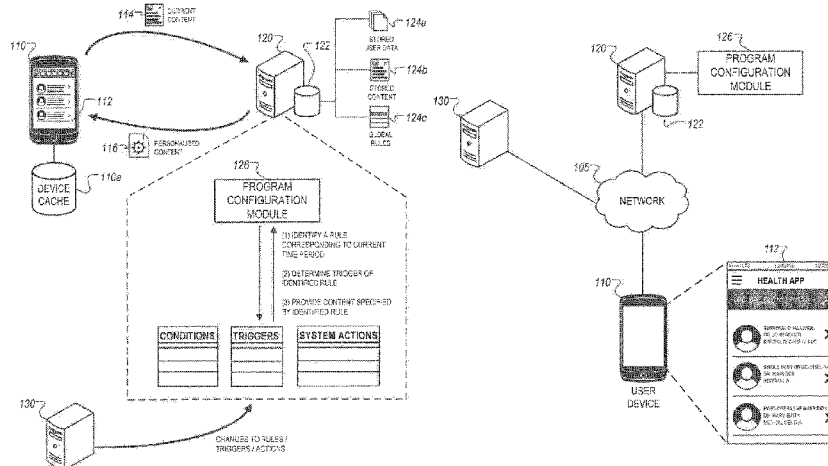 114
CURRENT
CONTENT
110
112
116
PERSONALIZED
CONTENT
DEVICE
CACHE
110a
120
122
124a
STORED
USER DATA
124b
STORED
CONTENT
124c
GLOBAL
RULES
126
PROGRAM
CONFIGURATION
MODULE
(1) IDENTIFY A RULE
CORRESPONDING TO CURRENT
TIME PERIOD
(2) DETERMINE TRIGGER OF
IDENTIFIED RULE
(3) PROVIDE CONTENT SPECIFIED
BY IDENTIFIED RULE
CONDITIONS
TRIGGERS
SYSTEM ACTIONS
130
CHANGES TO RULES /
TRIGGERS / ACTIONS
120
126
PROGRAM
CONFIGURATION
MODULE
122
130
105
NETWORK
110
USER
DEVICE
112
HEALTH APP